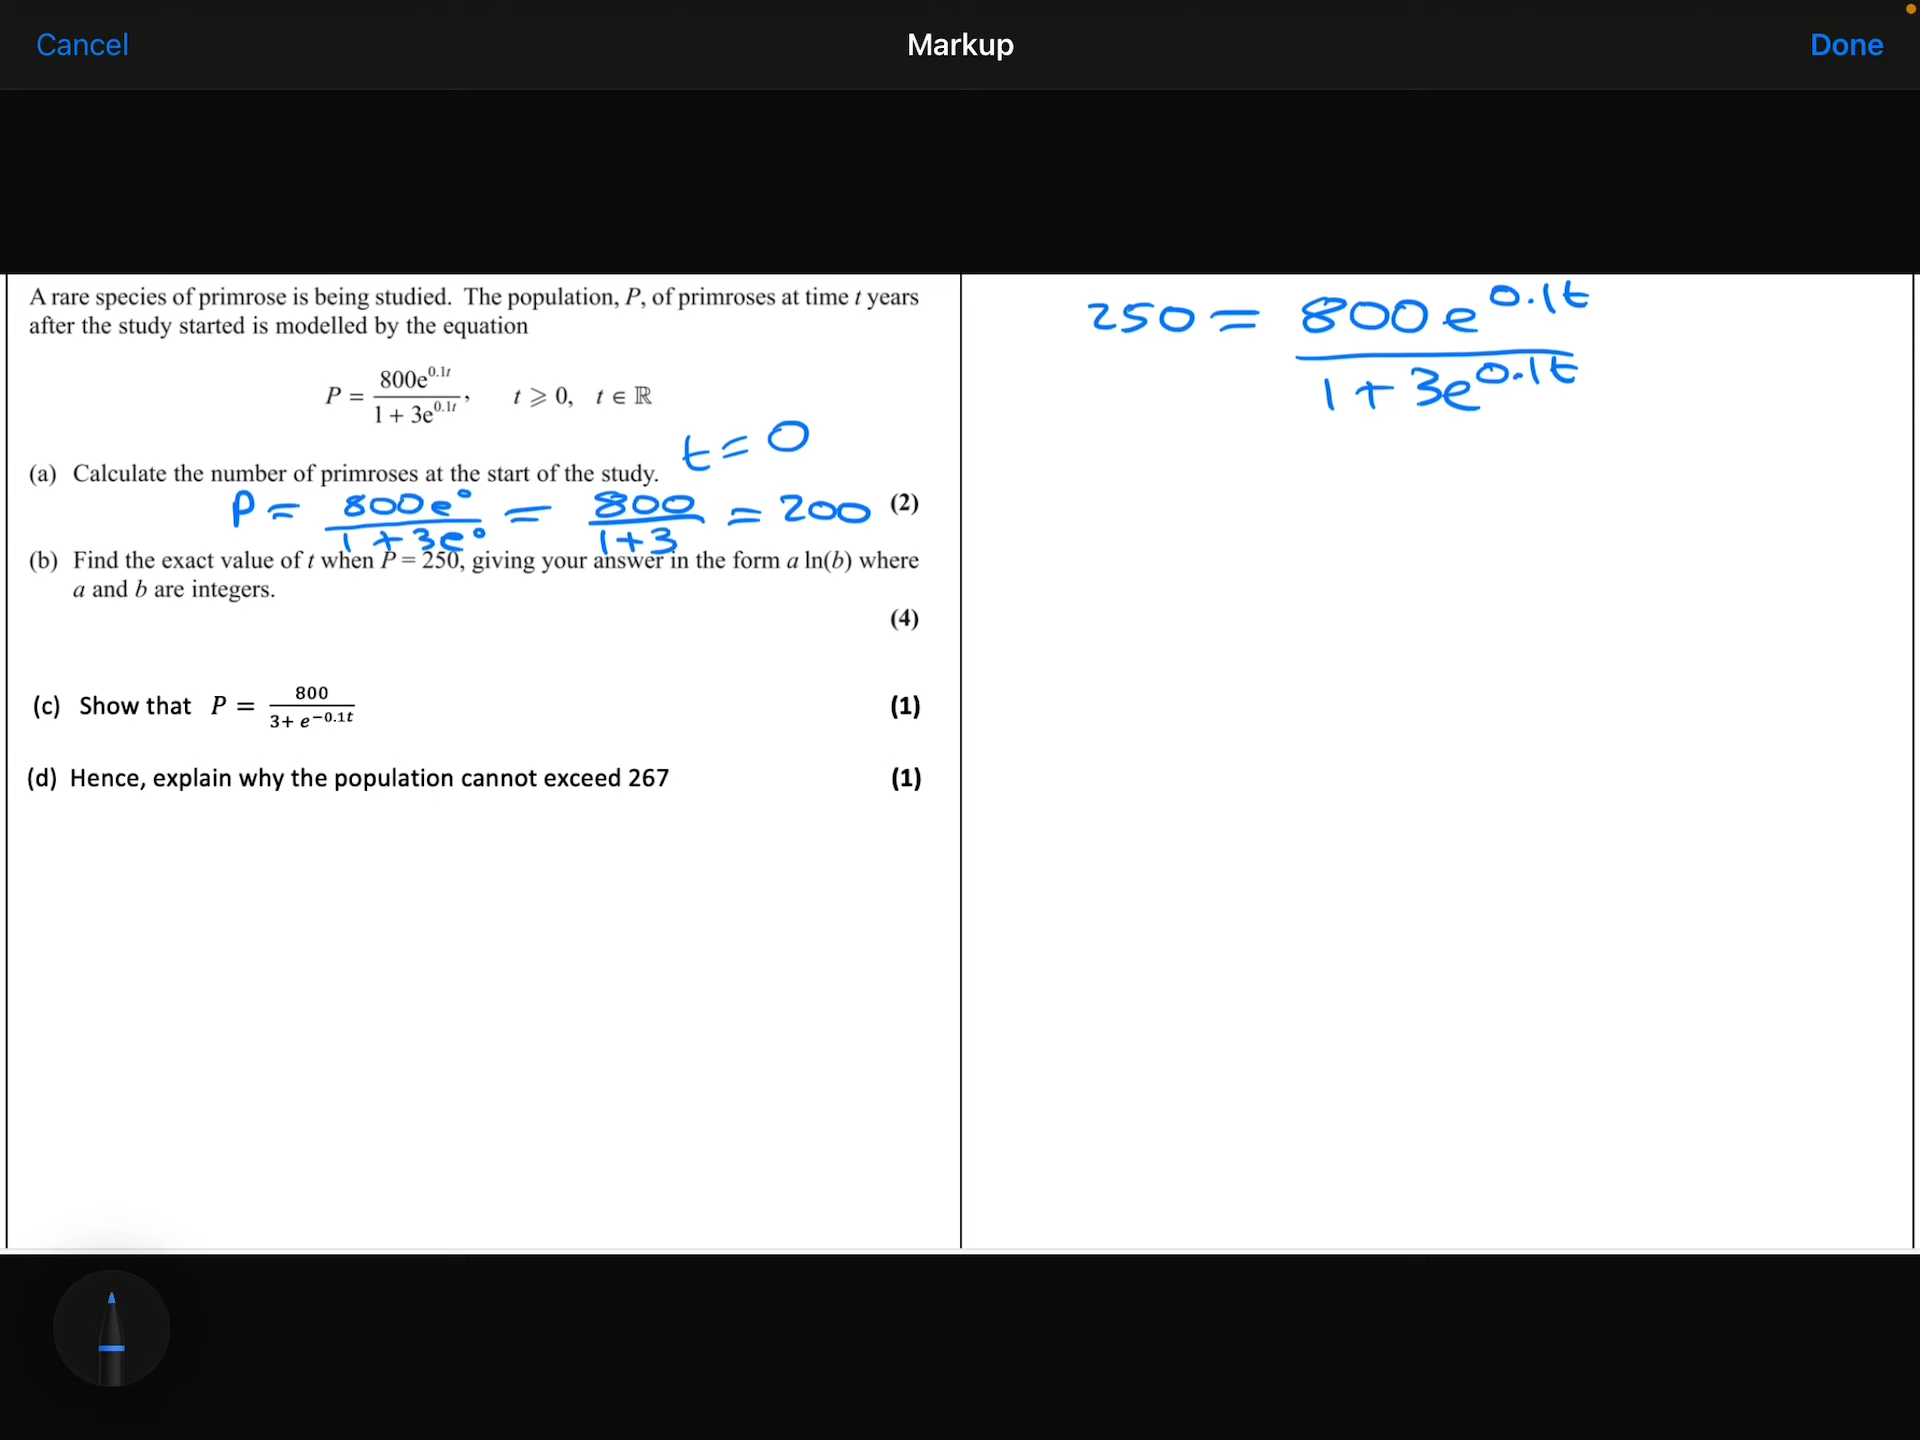 Cancel Markup Done
A rare species of primrose is being studied. The population, P, of primroses at time t years
after the study started is modelled by the equation
P = 800e^0.1t / 1 + 3e^0.1t, t ⩾ 0, t ∈ ℝ
t = 0
(a) Calculate the number of primroses at the start of the study.
P = 800e^0 / 1 + 3e^0 = 800 / 1+3 = 200 (2)
(b) Find the exact value of t when P = 250, giving your answer in the form a ln(b) where
a and b are integers.
(4)
(c) Show that P = 800 / 3+ e^−0.1t (1)
(d) Hence, explain why the population cannot exceed 267 (1)
250 = 800e^0.1t / 1 + 3e^0.1t